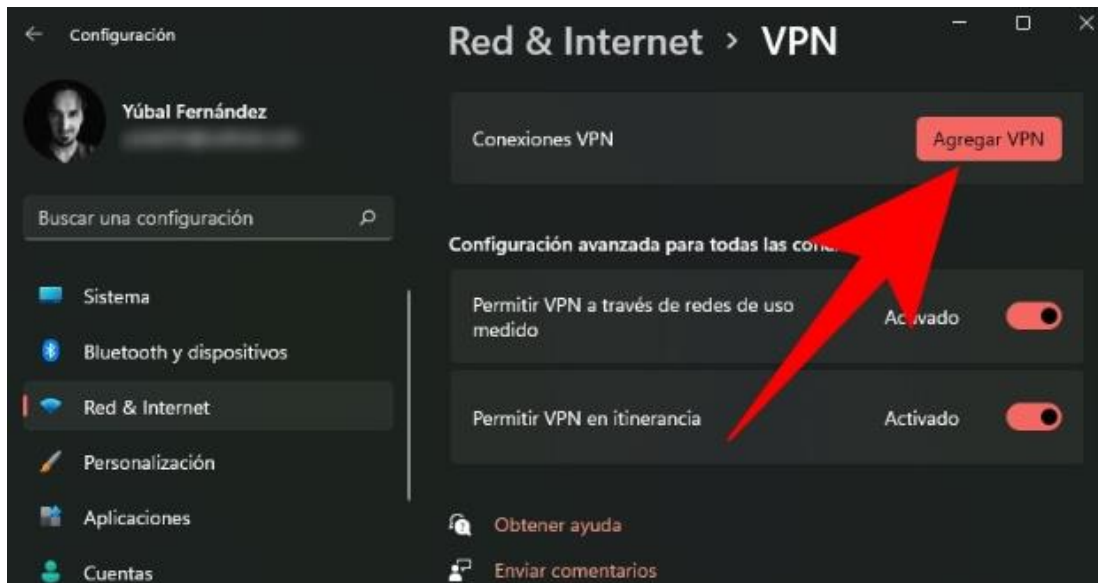 Configuración
Yúbal Fernández
Buscar una configuración
Sistema
Bluetooth y dispositivos
Red & Internet
Personalización
Aplicaciones
Cuentas
Red & Internet > VPN
Conexiones VPN
Agregar VPN
Configuración avanzada para todas las
Permitir VPN a través de redes de uso
medido
Activado
Permitir VPN en itinerancia
Activado
Obtener ayuda
Enviar comentarios